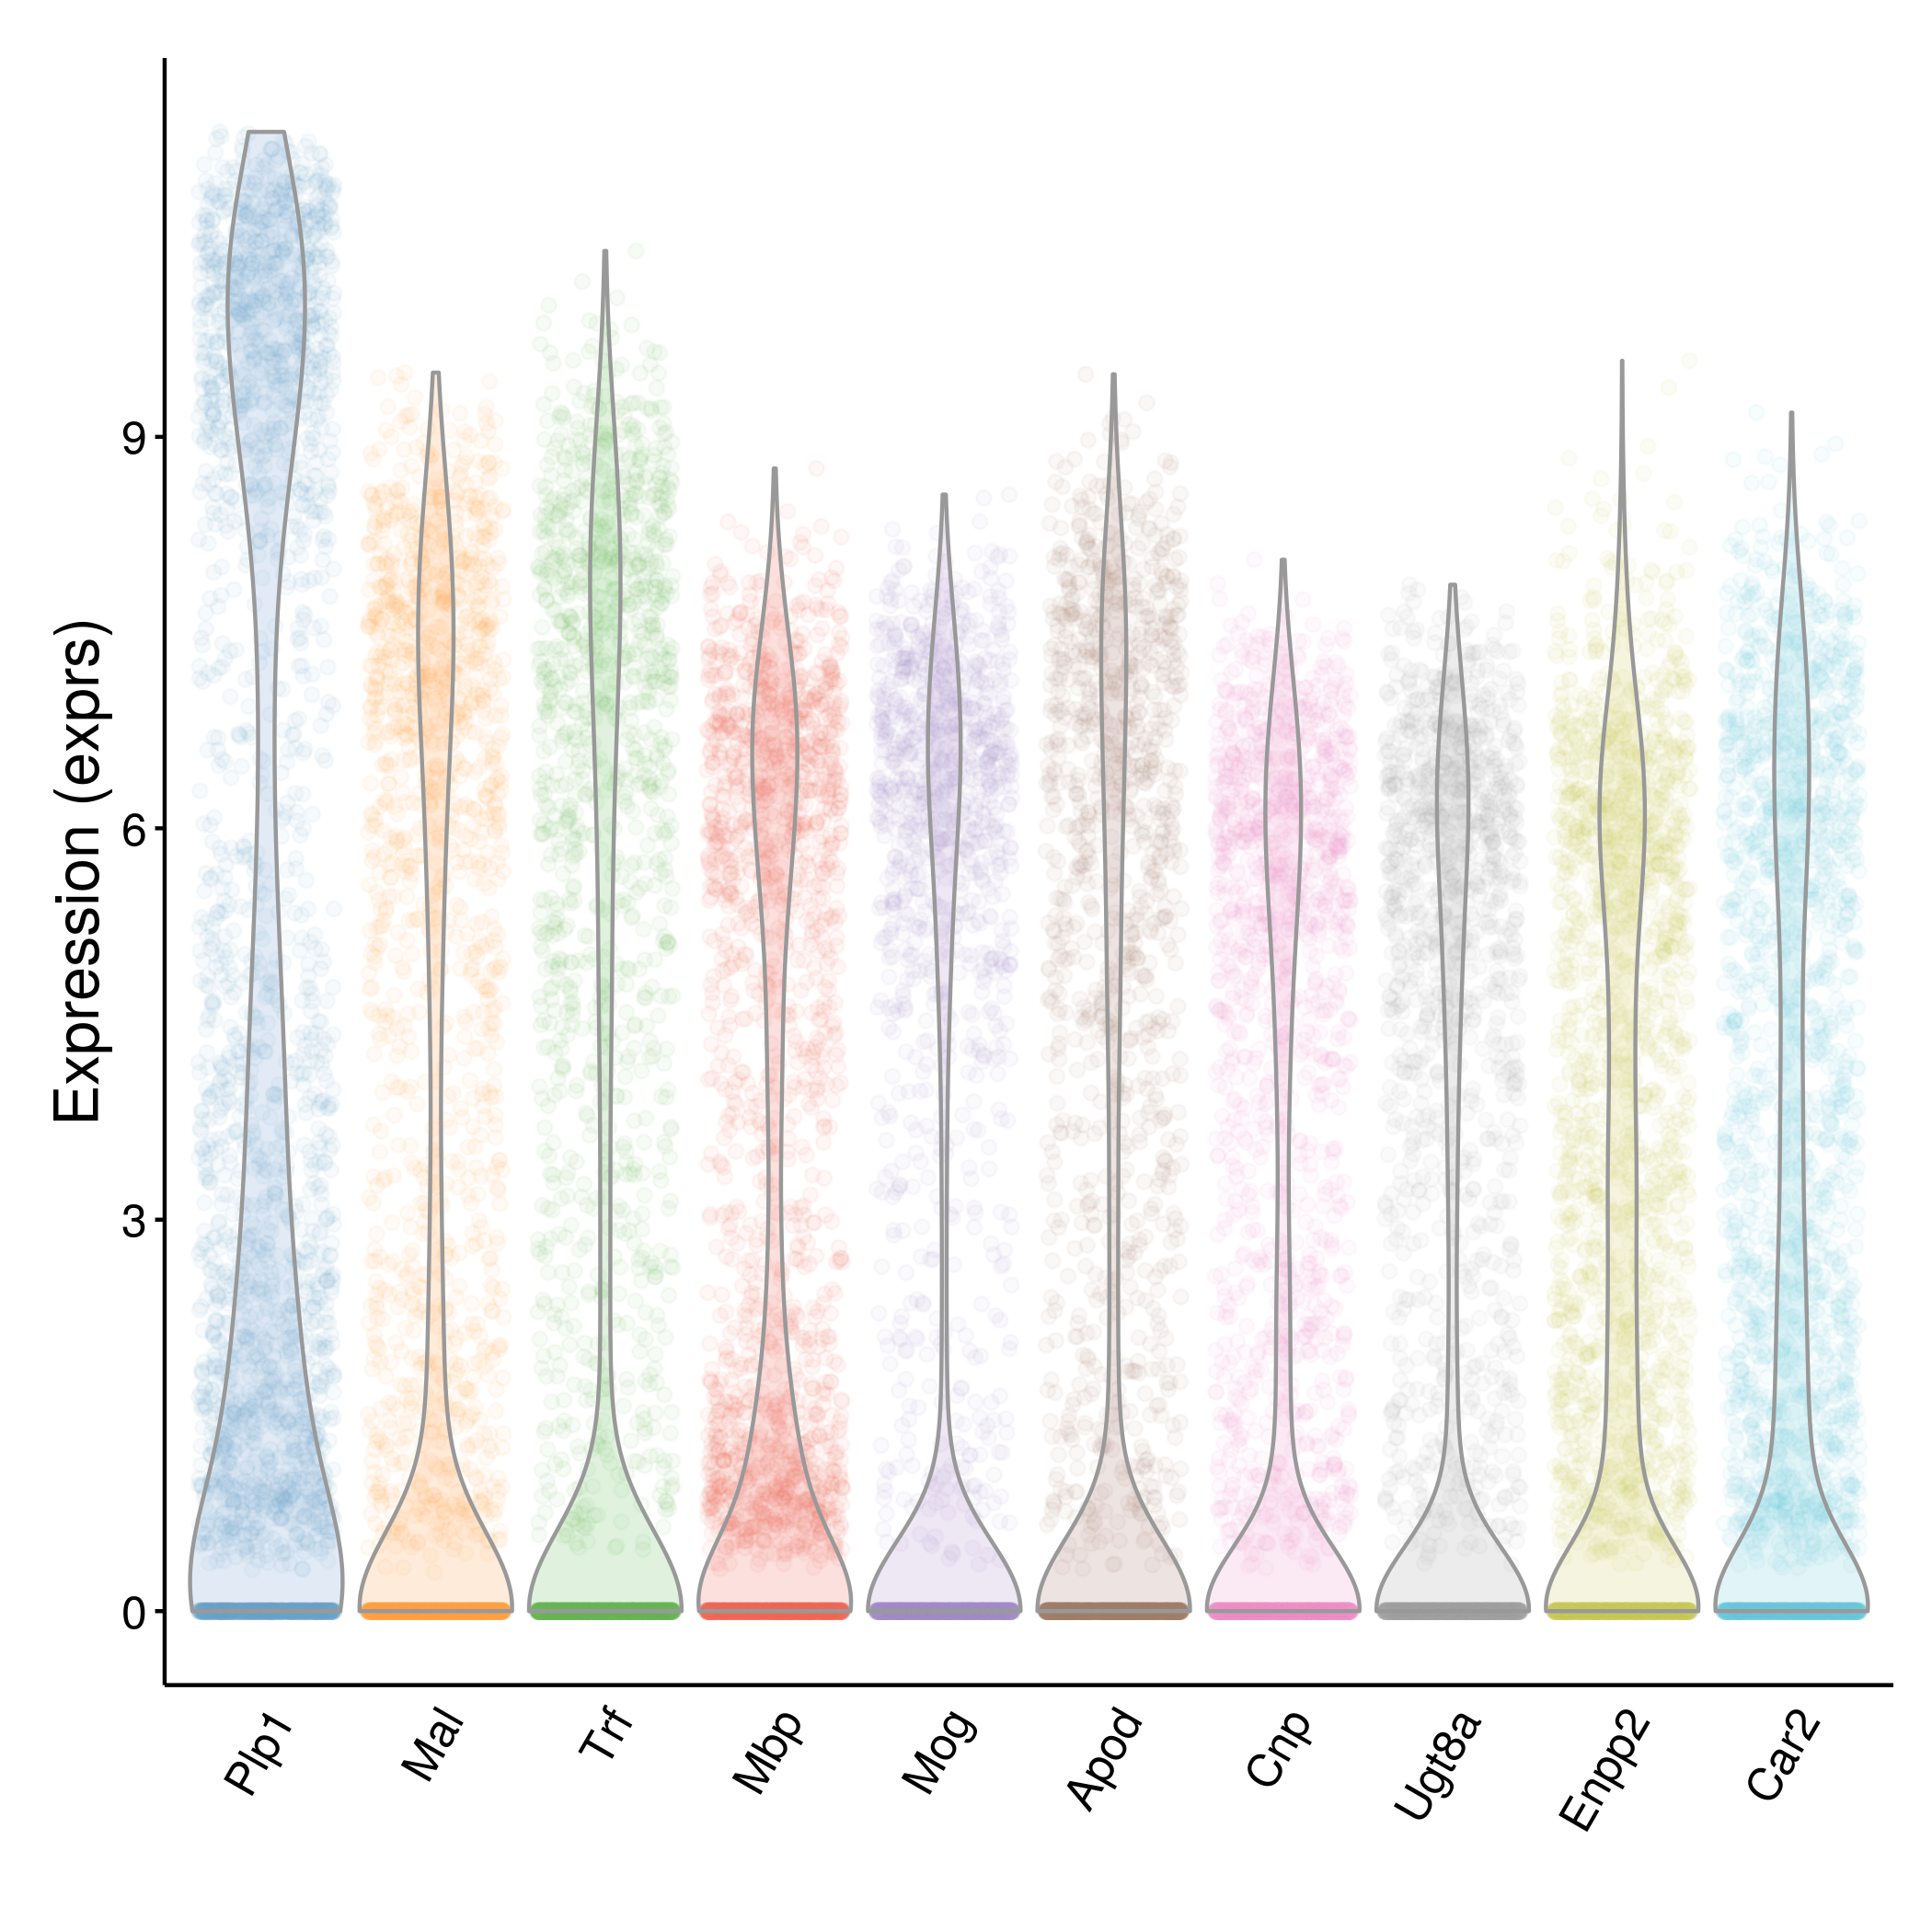 Expression (exprs)
9
6
3
0
Plp1
Mal
Trf
Mbp
Mog
Apod
Cnp
Ugt8a
Enpp2
Car2